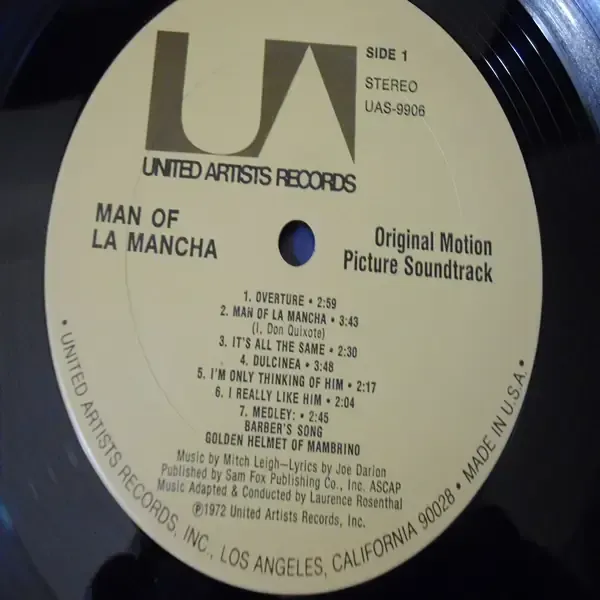 UA
SIDE 1
STEREO
UAS-9906
UNITED ARTISTS RECORDS
MAN OF
LA MANCHA
Original Motion
Picture Soundtrack
1. OVERTURE • 2:59
2. MAN OF LA MANCHA • 3:43
(I, Don Quixote)
3. IT'S ALL THE SAME • 2:30
4. DULCINEA • 3:48
5. I'M ONLY THINKING OF HIM • 2:17
6. I REALLY LIKE HIM • 2:04
7. MEDLEY: • 2:45
BARBER'S SONG
GOLDEN HELMET OF MAMBRINO
Music by Mitch Leigh—Lyrics by Joe Darion
Published by Sam Fox Publishing Co., Inc. ASCAP
Music Adapted & Conducted by Laurence Rosenthal
℗1972 United Artists Records, Inc.
• UNITED ARTISTS RECORDS, INC., LOS ANGELES, CALIFORNIA 90028 • MADE IN U.S.A. •